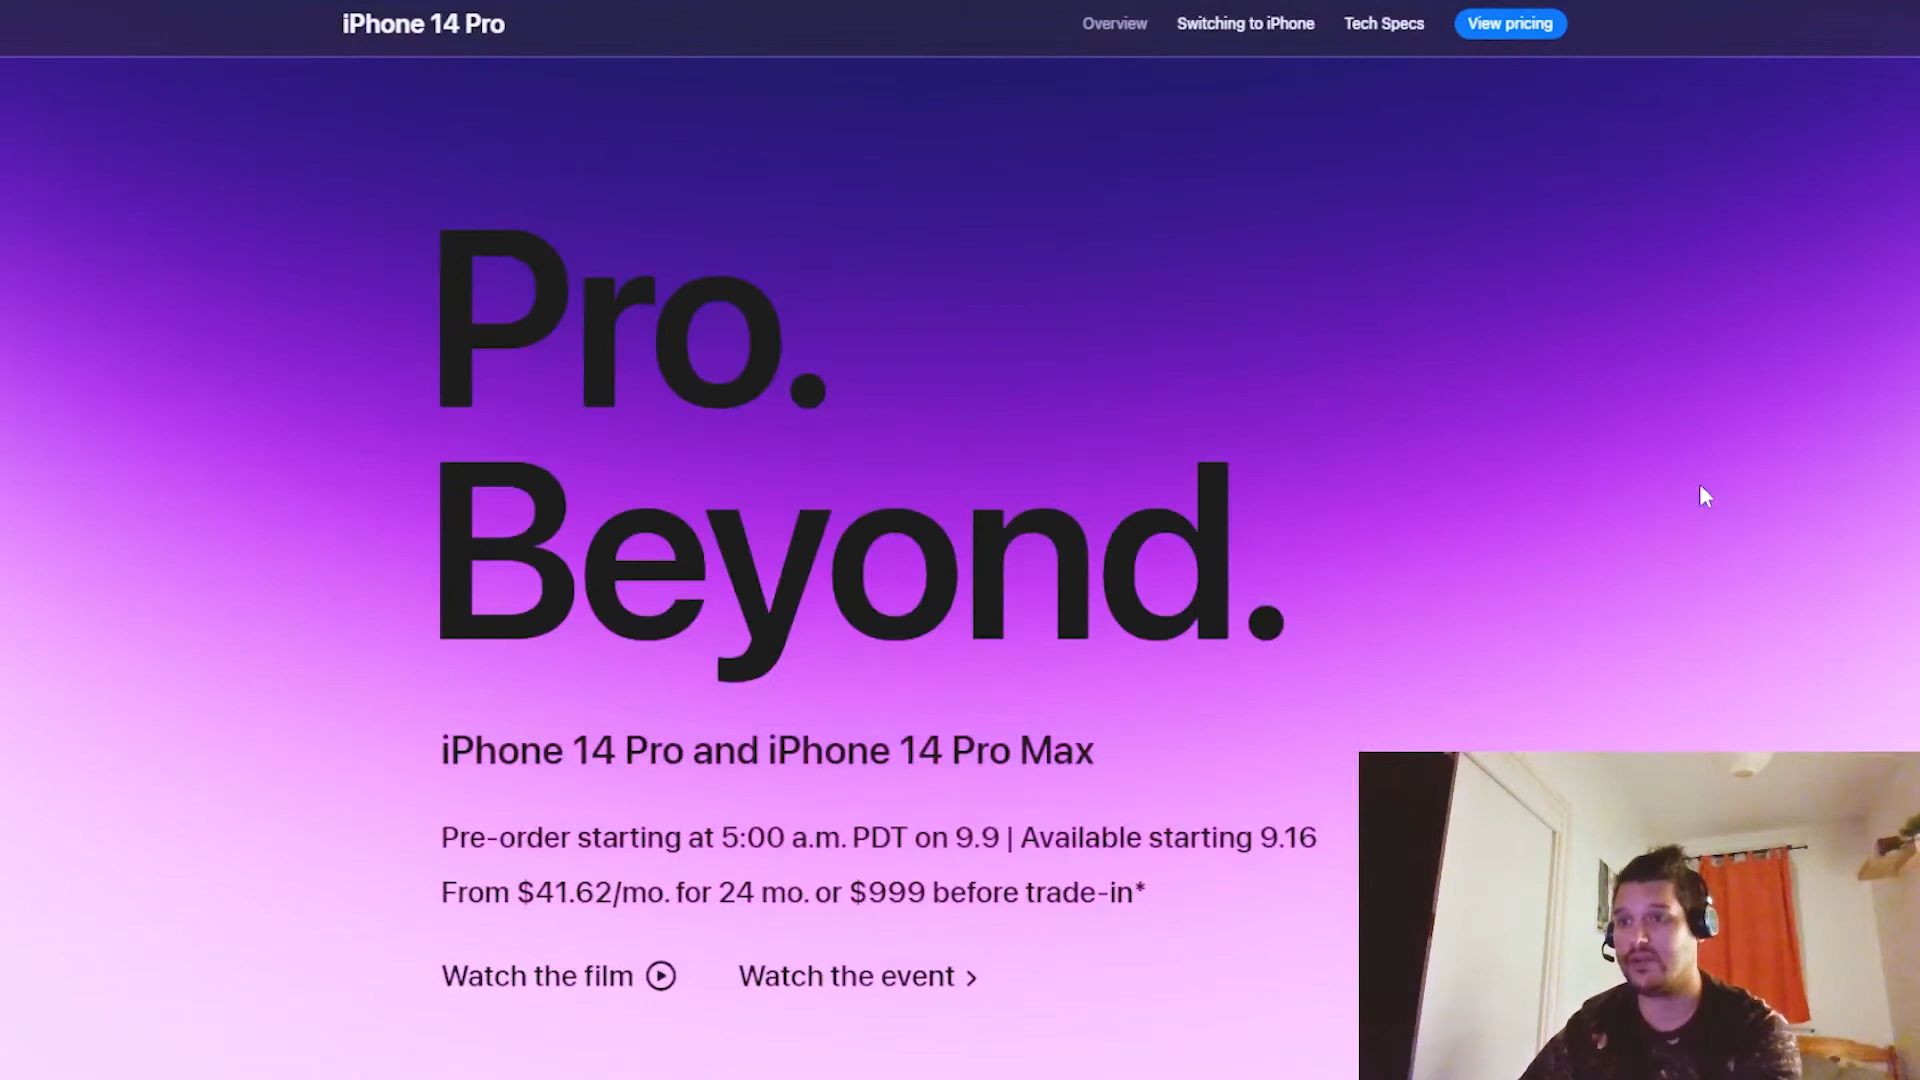 iPhone 14 Pro
Overview Switching to iPhone Tech Specs View pricing
Pro.
Beyond.
iPhone 14 Pro and iPhone 14 Pro Max
Pre-order starting at 5:00 a.m. PDT on 9.9 | Available starting 9.16
From $41.62/mo. for 24 mo. or $999 before trade-in*
Watch the film Watch the event >